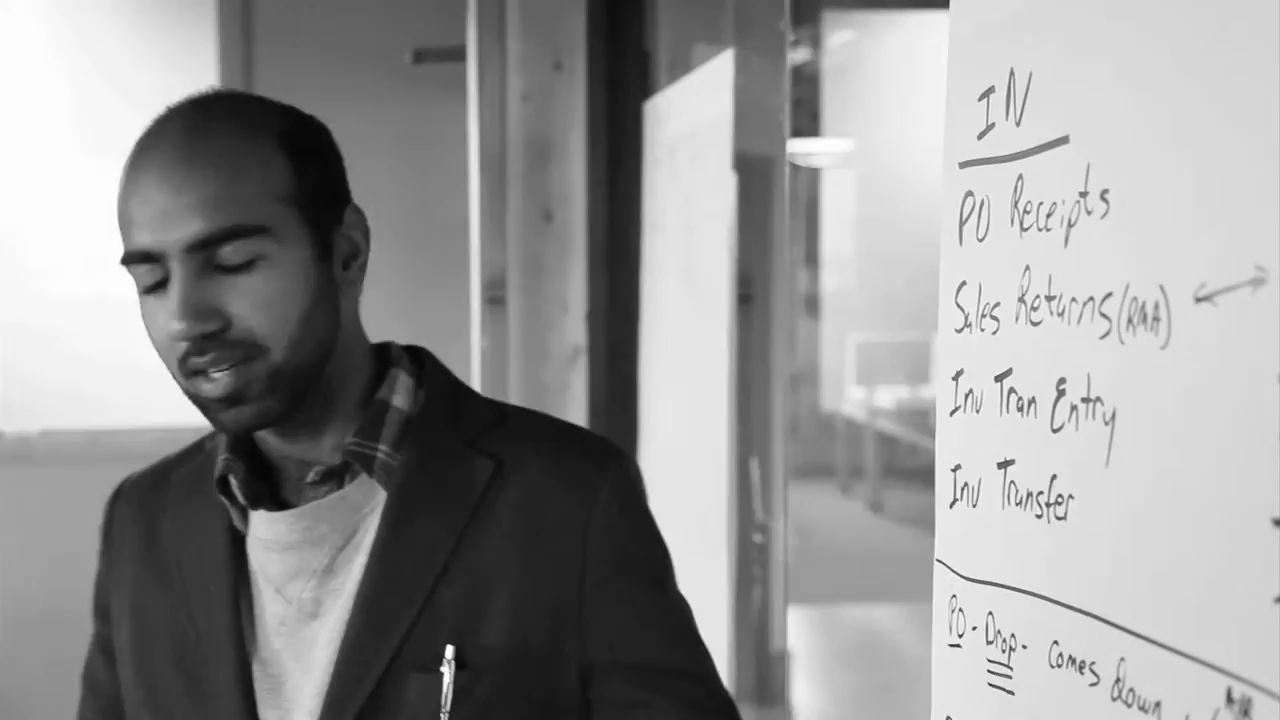 IN
PO Receipts
Sales Returns (RMA)
Inv Tran Entry
Inv Transfer
PO - Drop - comes down